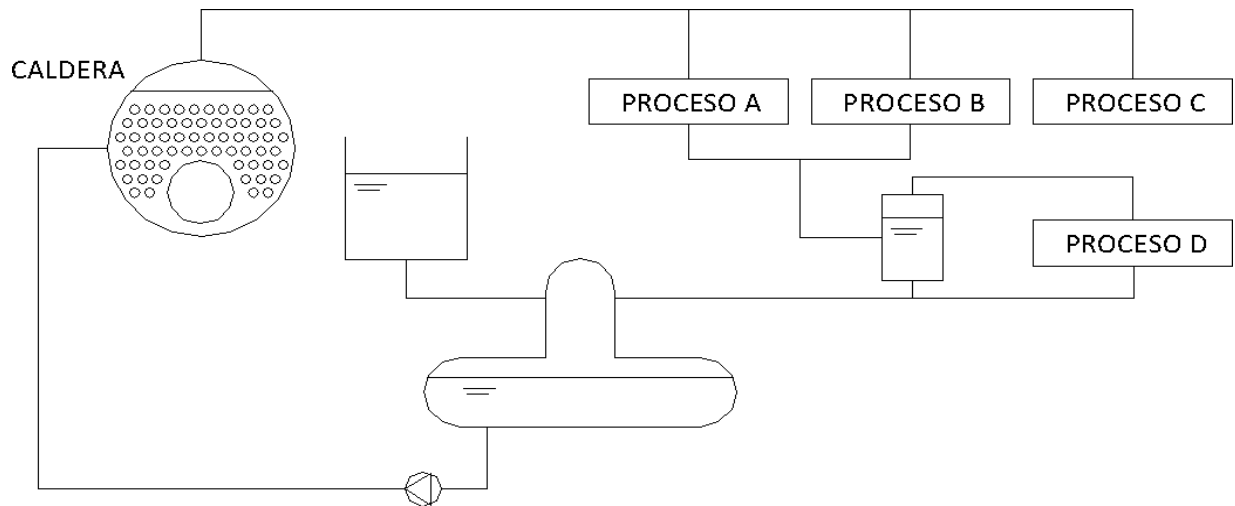 CALDERA
PROCESO A
PROCESO B
PROCESO C
PROCESO D